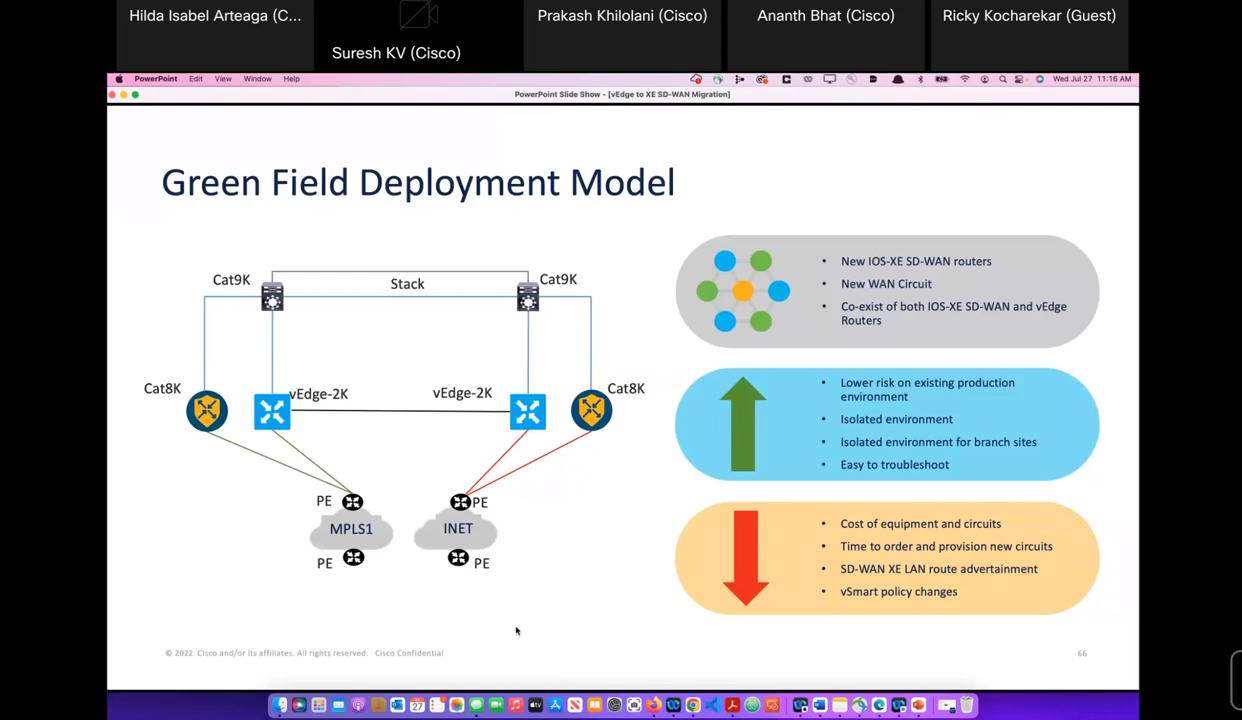 Hilda Isabel Arteaga (C...
Suresh KV (Cisco)
Prakash Khilolani (Cisco)
Ananth Bhat (Cisco)
Ricky Kocharekar (Guest)
PowerPoint Edit View Window Help
Wed Jul 27 11:16 AM
PowerPoint Slide Show - [vEdge to XE SD-WAN Migration]
Green Field Deployment Model
Cat9K
Stack
Cat9K
Cat8K
vEdge-2K
vEdge-2K
Cat8K
PE
PE
MPLS1
INET
PE
PE
• New IOS-XE SD-WAN routers
• New WAN Circuit
• Co-exist of both IOS-XE SD-WAN and vEdge
Routers
• Lower risk on existing production
environment
• Isolated environment
• Isolated environment for branch sites
• Easy to troubleshoot
• Cost of equipment and circuits
• Time to order and provision new circuits
• SD-WAN XE LAN route advertainment
• vSmart policy changes
© 2022 Cisco and/or its affiliates. All rights reserved. Cisco Confidential
66
27